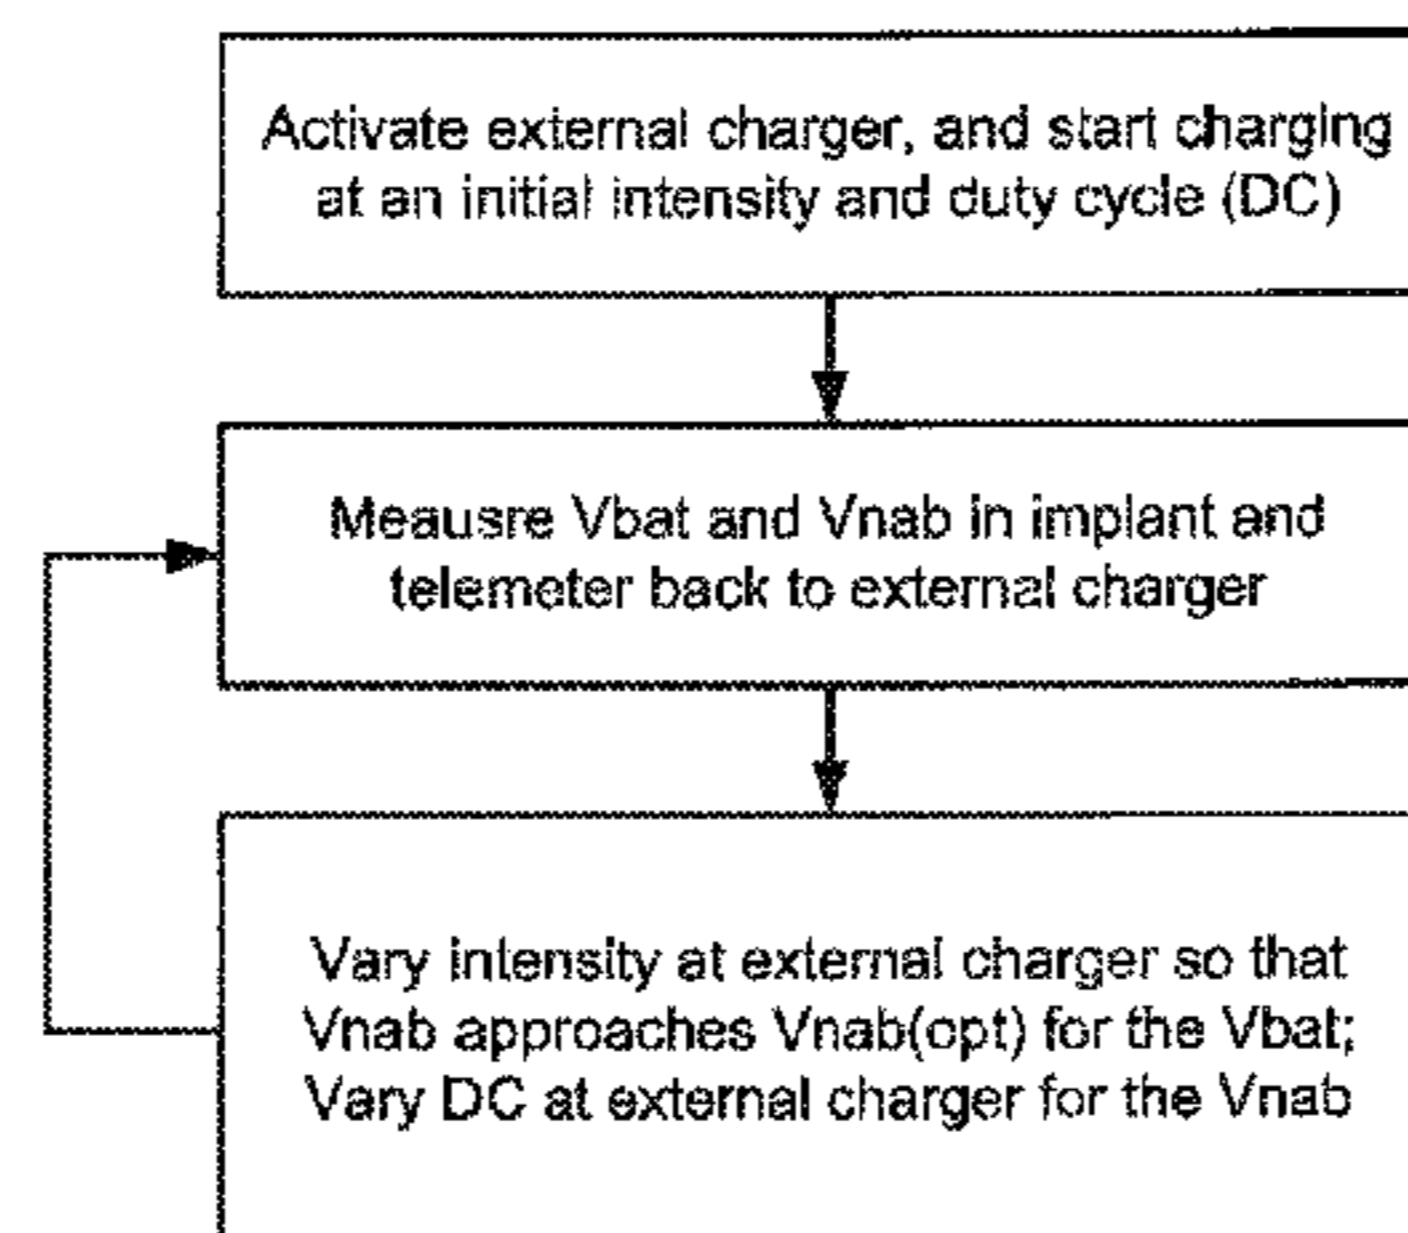 Activate external charger, and start charging
at an initial intensity and duty cycle (DC)
Meausre Vbat and Vnab in implant and
telemeter back to external charger
Vary intensity at external charger so that
Vnab approaches Vnab(opt) for the Vbat;
Vary DC at external charger for the Vnab